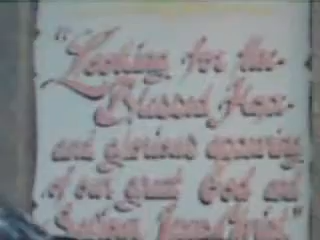 "Looking for the
Blessed Hope
and glorious appearing
of our great God and
Saviour Jesus Christ"